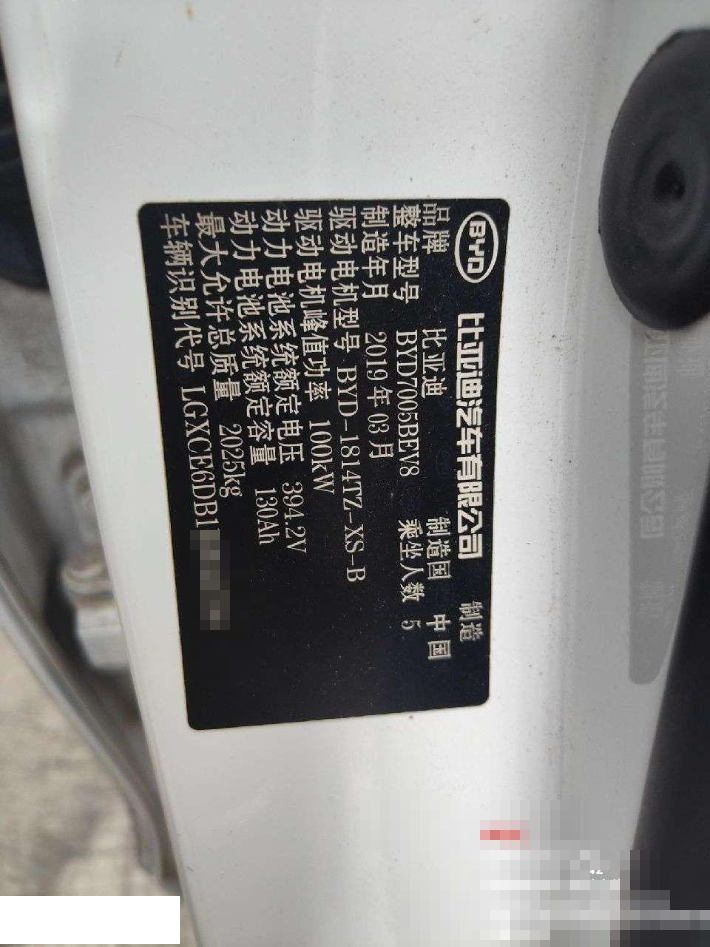 BYD 比亚迪汽车有限公司 制造
品牌 比亚迪 制造国 中国
整车型号 BYD7005BEV8 乘坐人数 5
制造年月 2019年03月
驱动电机型号 BYD-1814TZ-XS-B
驱动电机峰值功率 100kW
动力电池系统额定电压 394.2V
动力电池系统额定容量 130Ah
最大允许总质量 2025kg
车辆识别代号 LGXCE6DB1